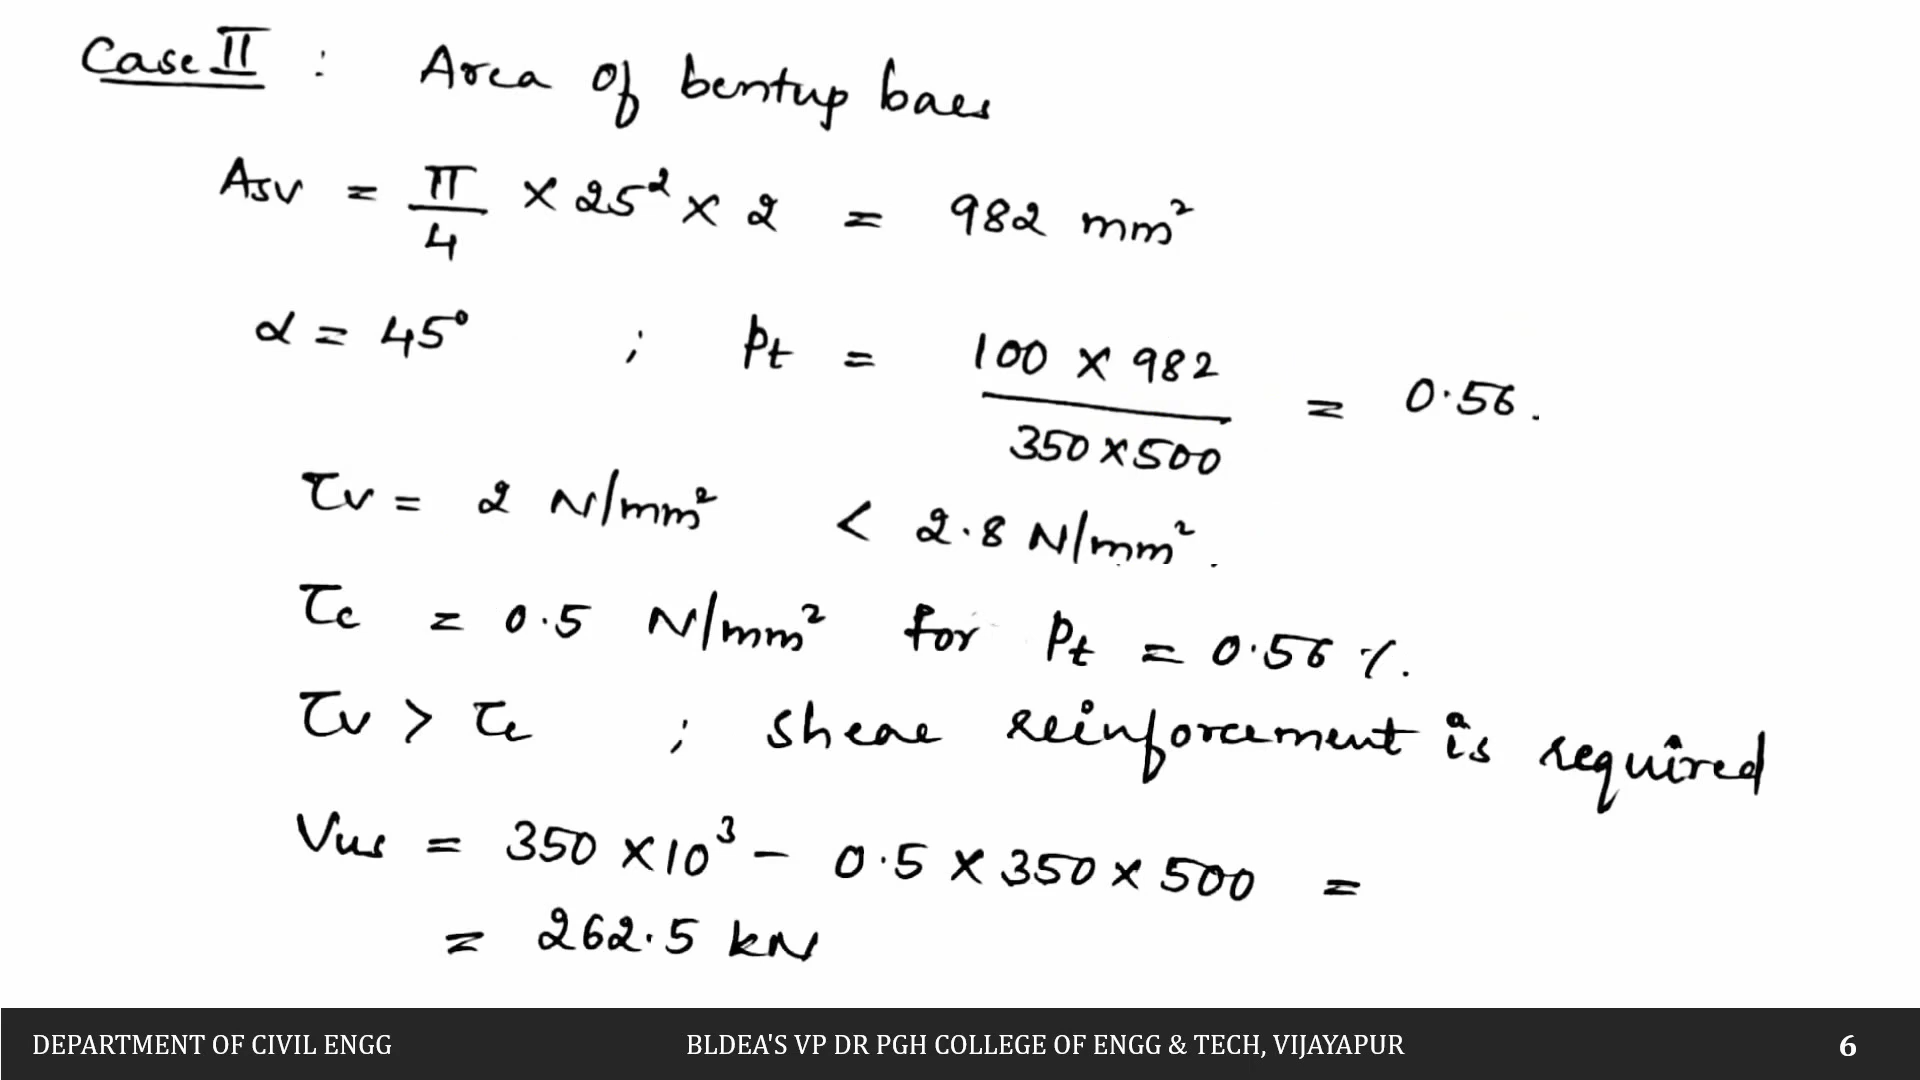 Case II : Area of bentup bars
Asv = π/4 × 25² × 2 = 982 mm²
α = 45° ; Pt = (100 × 982)/(350 × 500) = 0.56.
τv = 2 N/mm² < 2.8 N/mm².
τc = 0.5 N/mm² for Pt = 0.56 %.
τv > τc ; shear reinforcement is required
Vus = 350 × 10³ – 0.5 × 350 × 500 =
= 262.5 kN
DEPARTMENT OF CIVIL ENGG BLDEA'S VP DR PGH COLLEGE OF ENGG & TECH, VIJAYAPUR 6